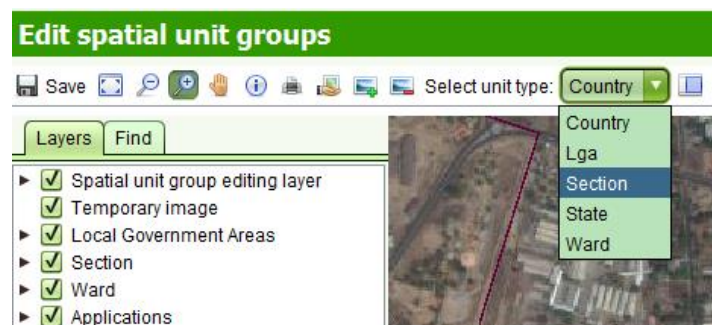 Edit spatial unit groups
Save Select unit type: Country
Country
Lga
Section
State
Ward
Layers Find
Spatial unit group editing layer
Temporary image
Local Government Areas
Section
Ward
Applications